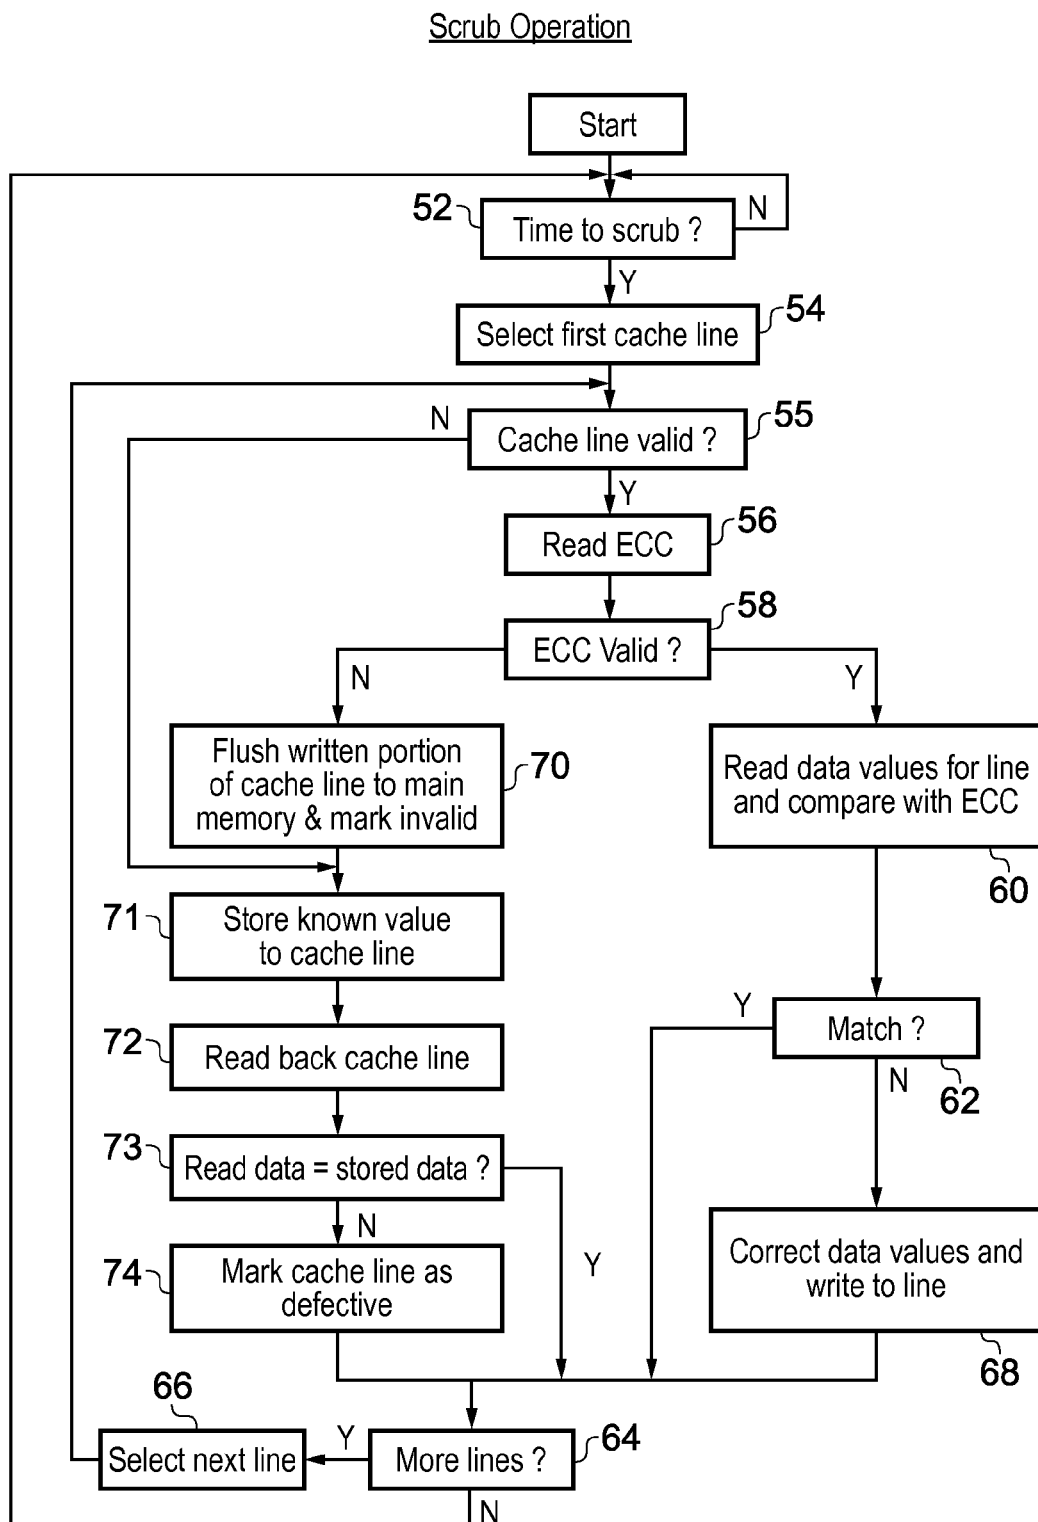 Scrub Operation
Start
52
Time to scrub ?
N
Y
54
Select first cache line
N
55
Cache line valid ?
Y
56
Read ECC
58
ECC Valid ?
N
Y
Flush written portion
of cache line to main
memory & mark invalid
70
Read data values for line
and compare with ECC
60
71
Store known value
to cache line
Y
Match ?
62
N
72
Read back cache line
73
Read data = stored data ?
N
Y
74
Mark cache line as
defective
Correct data values and
write to line
68
66
Select next line
Y
More lines ?
64
N